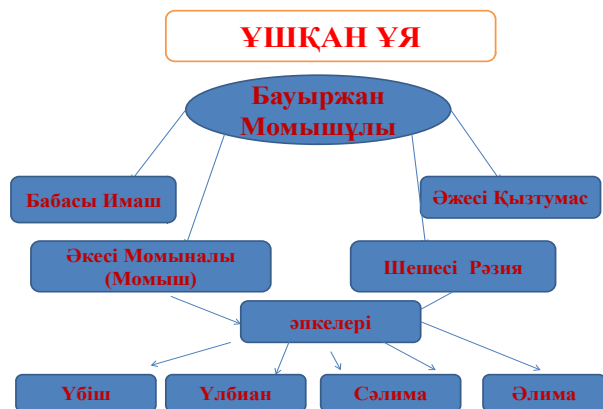 ҰШҚАН ҰЯ
Бауыржан
Момышұлы
Бабасы Имаш
Әжесі Қызтумас
Әкесі Момыналы
(Момыш)
Шешесі Рәзия
әпкелері
Үбіш
Үлбиан
Сәлима
Әлима